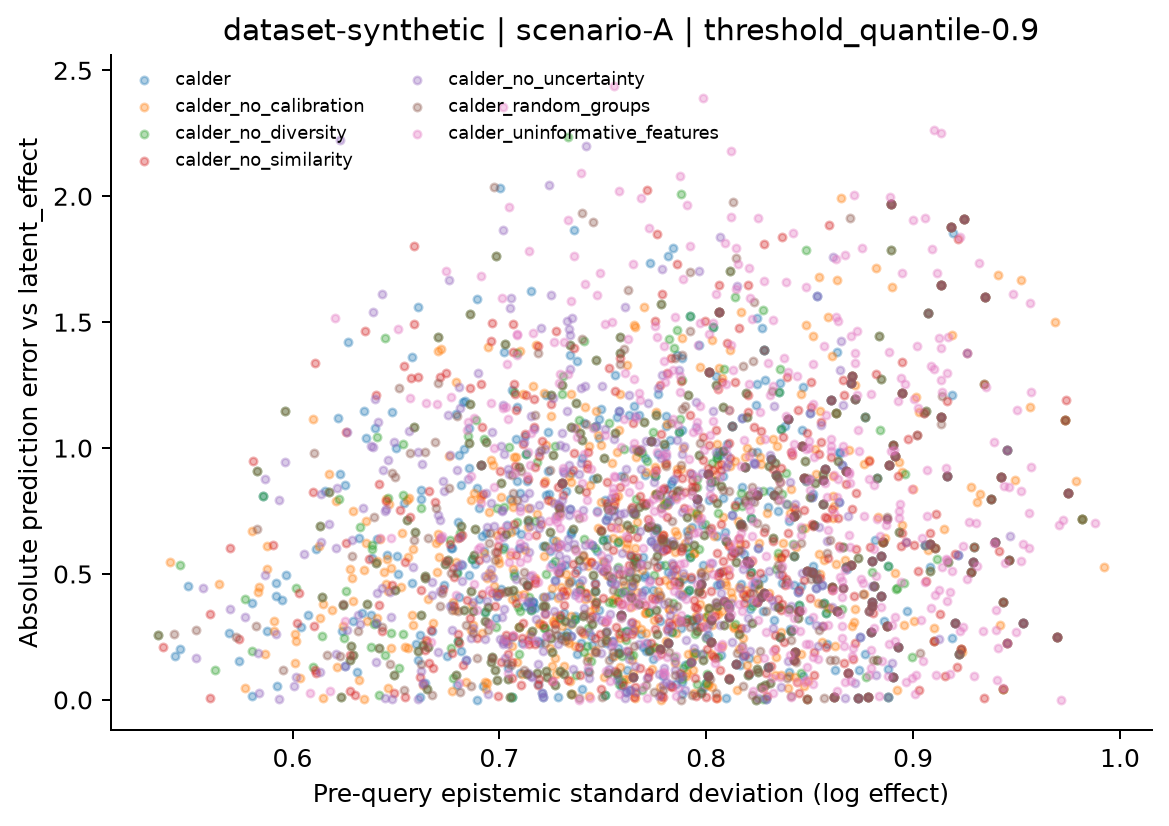 dataset-synthetic | scenario-A | threshold_quantile-0.9
calder
calder_no_calibration
calder_no_diversity
calder_no_similarity
calder_no_uncertainty
calder_random_groups
calder_uninformative_features
Absolute prediction error vs latent_effect
2.5
2.0
1.5
1.0
0.5
0.0
0.6 0.7 0.8 0.9 1.0
Pre-query epistemic standard deviation (log effect)